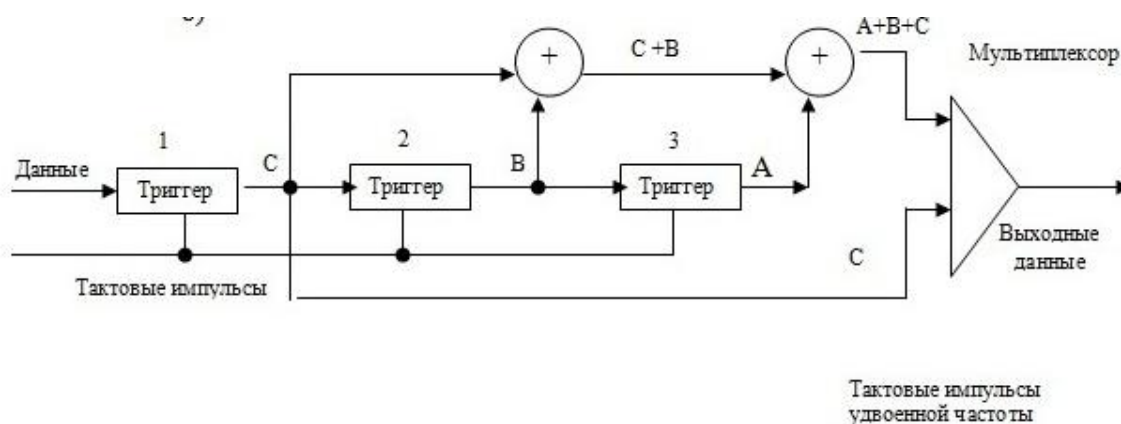 A+B+C
C +B
Мультиплексор
+
+
1
2
3
Данные
C
B
A
Триггер
Триггер
Триггер
C
Выходные
данные
Тактовые импульсы
Тактовые импульсы
удвоенной частоты